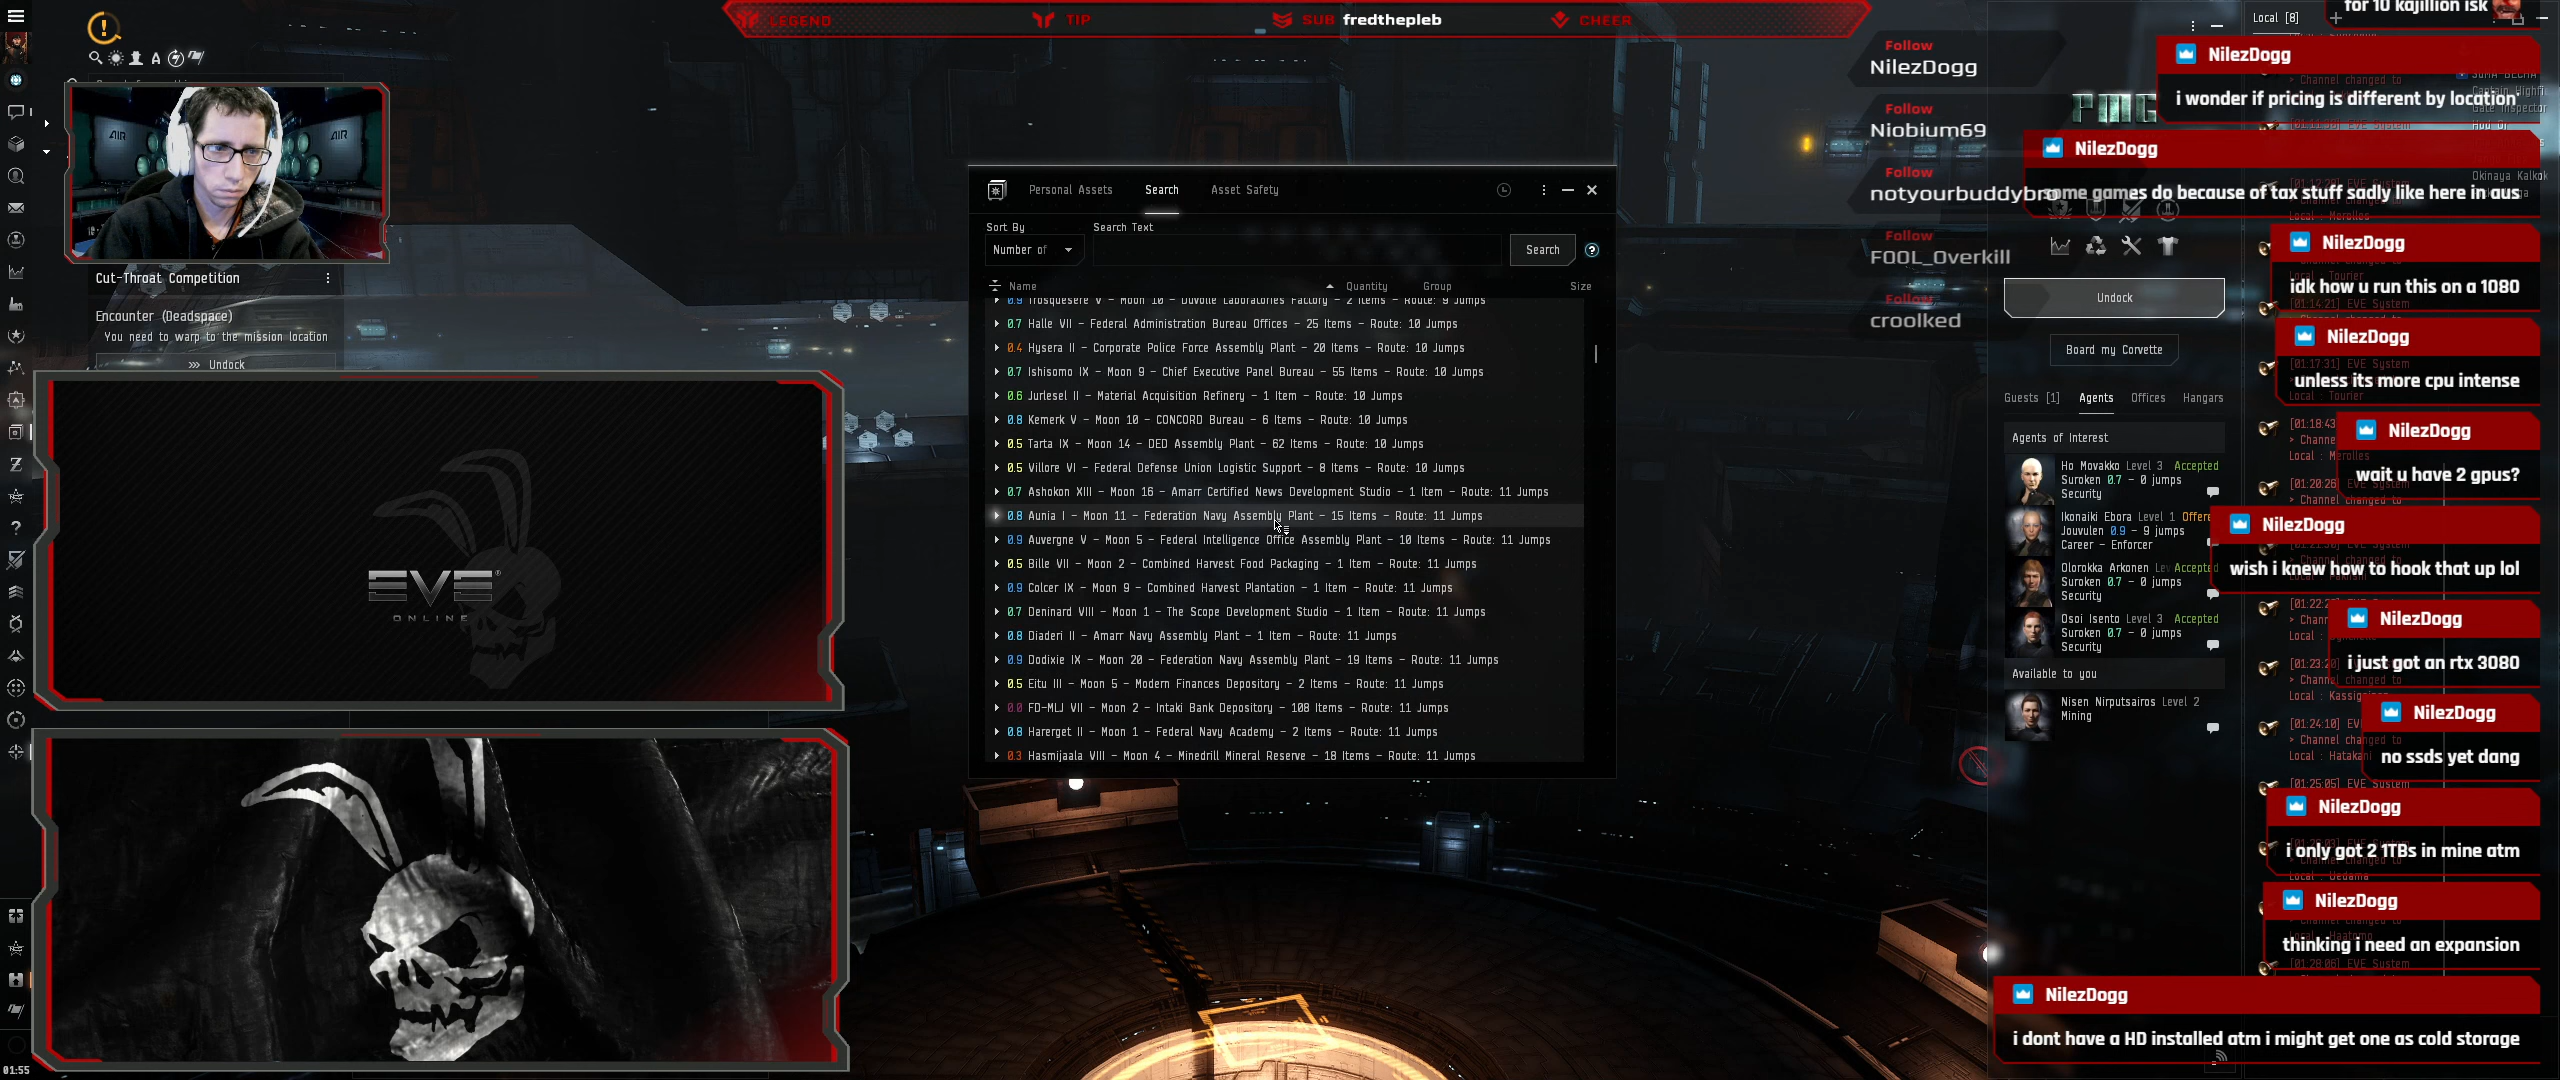 LEGEND
TIP
SUB fredthepleb
CHEER
for 10 kajillion isk
Follow
NilezDogg
Follow
Niobium69
Follow
notyourbuddybro
Follow
F00L_Overkill
Follow
croolked
AIR
AIR
Cut-Throat Competition
Encounter (Deadspace)
You need to warp to the mission location
Undock
EVE
ONLINE
01:55
Personal Assets
Search
Asset Safety
Sort By
Search Text
Number of
Search
Name
Quantity
Group
Size
0.9 Trosquesere V - Moon 10 - Duvolle Laboratories Factory - 2 Items - Route: 9 Jumps
0.7 Halle VII - Federal Administration Bureau Offices - 25 Items - Route: 10 Jumps
0.4 Hysera II - Corporate Police Force Assembly Plant - 20 Items - Route: 10 Jumps
0.7 Ishisomo IX - Moon 9 - Chief Executive Panel Bureau - 55 Items - Route: 10 Jumps
0.6 Jurlesel II - Material Acquisition Refinery - 1 Item - Route: 10 Jumps
0.8 Kemerk V - Moon 10 - CONCORD Bureau - 6 Items - Route: 10 Jumps
0.5 Tarta IX - Moon 14 - DED Assembly Plant - 62 Items - Route: 10 Jumps
0.5 Villore VI - Federal Defense Union Logistic Support - 8 Items - Route: 10 Jumps
0.7 Ashokon XIII - Moon 16 - Amarr Certified News Development Studio - 1 Item - Route: 11 Jumps
0.8 Aunia I - Moon 11 - Federation Navy Assembly Plant - 15 Items - Route: 11 Jumps
0.9 Auvergne V - Moon 5 - Federal Intelligence Office Assembly Plant - 10 Items - Route: 11 Jumps
0.5 Bille VII - Moon 2 - Combined Harvest Food Packaging - 1 Item - Route: 11 Jumps
0.9 Colcer IX - Moon 9 - Combined Harvest Plantation - 1 Item - Route: 11 Jumps
0.7 Deninard VIII - Moon 1 - The Scope Development Studio - 1 Item - Route: 11 Jumps
0.8 Diaderi II - Amarr Navy Assembly Plant - 1 Item - Route: 11 Jumps
0.9 Dodixie IX - Moon 20 - Federation Navy Assembly Plant - 19 Items - Route: 11 Jumps
0.5 Eitu III - Moon 5 - Modern Finances Depository - 2 Items - Route: 11 Jumps
0.0 FD-MLJ VII - Moon 2 - Intaki Bank Depository - 108 Items - Route: 11 Jumps
0.8 Harerget II - Moon 1 - Federal Navy Academy - 2 Items - Route: 11 Jumps
0.3 Hasmijaala VIII - Moon 4 - Minedrill Mineral Reserve - 18 Items - Route: 11 Jumps
Undock
Board my Corvette
Guests [1]
Agents
Offices
Hangars
Agents of Interest
Ho Movakko Level 3 Accepted
Suroken 0.7 - 0 jumps
Security
Ikonaiki Ebora Level 1
Jouvulen 0.9 - 9 jumps
Career - Enforcer
Olorokka Arkonen Accepted
Suroken 0.7 - 0 jumps
Security
Osoi Isento Level 3 Accepted
Suroken 0.7 - 0 jumps
Security
Available to you
Nisen Nirputsairos Level 2
Mining
Local [8]
NilezDogg
i wonder if pricing is different by location'
NilezDogg
some games do because of tax stuff sadly like here in aus
NilezDogg
idk how u run this on a 1080
NilezDogg
unless its more cpu intense
NilezDogg
wait u have 2 gpus?
NilezDogg
wish i knew how to hook that up lol
NilezDogg
i just got an rtx 3080
NilezDogg
no ssds yet dang
NilezDogg
i only got 2 1TBs in mine atm
NilezDogg
thinking i need an expansion
NilezDogg
i dont have a HD installed atm i might get one as cold storage